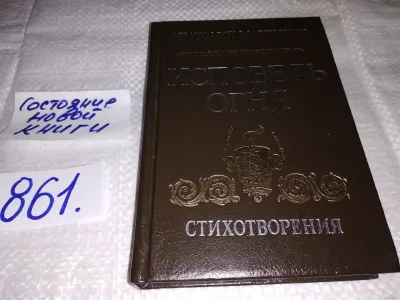 Состояние
новой
книги
861.
ИСПОВЕДЬ
ОГНЯ
СТИХОТВОРЕНИЯ